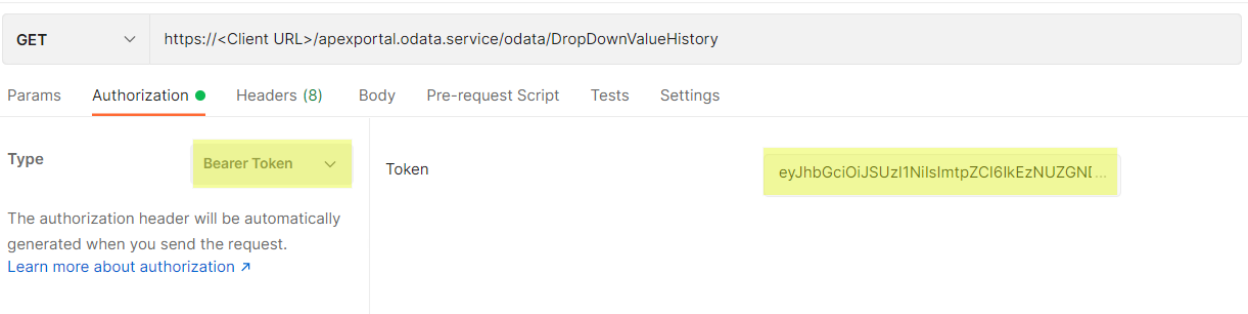 GET https://<Client URL>/apexportal.odata.service/odata/DropDownValueHistory
Params Authorization Headers (8) Body Pre-request Script Tests Settings
Type Bearer Token Token eyJhbGciOiJSUzI1NiIsImtpZCI6IkEzNUZGNI...
The authorization header will be automatically
generated when you send the request.
Learn more about authorization ↗